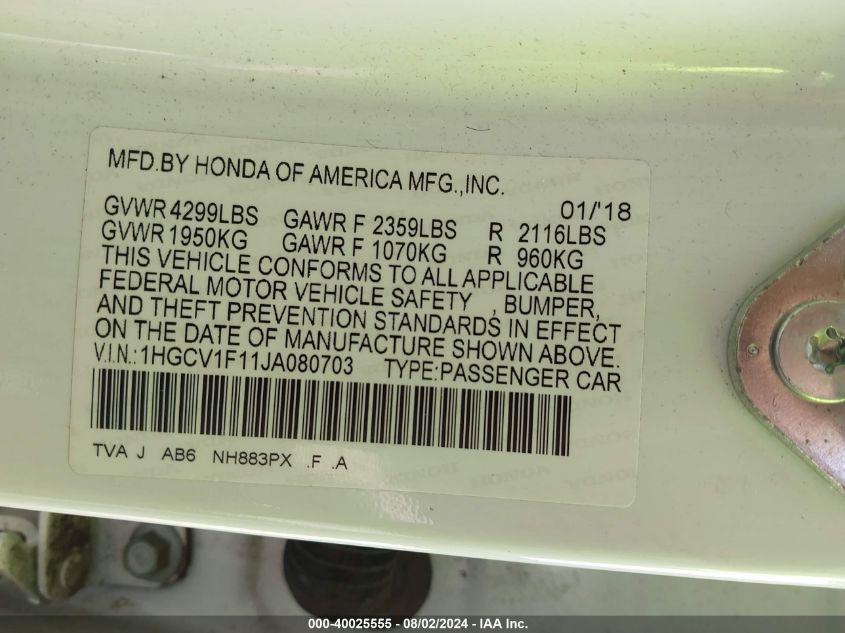 MFD.BY HONDA OF AMERICA MFG.,INC.
01/'18
GVWR 4299LBS GAWR F 2359LBS R 2116LBS
GVWR 1950KG GAWR F 1070KG R 960KG
THIS VEHICLE CONFORMS TO ALL APPLICABLE
FEDERAL MOTOR VEHICLE SAFETY , BUMPER,
AND THEFT PREVENTION STANDARDS IN EFFECT
ON THE DATE OF MANUFACTURE SHOWN ABOVE.
V.I.N.:1HGCV1F11JA080703 TYPE:PASSENGER CAR
TVA J AB6 NH883PX .F .A
000-40025555 - 08/02/2024 - IAA Inc.